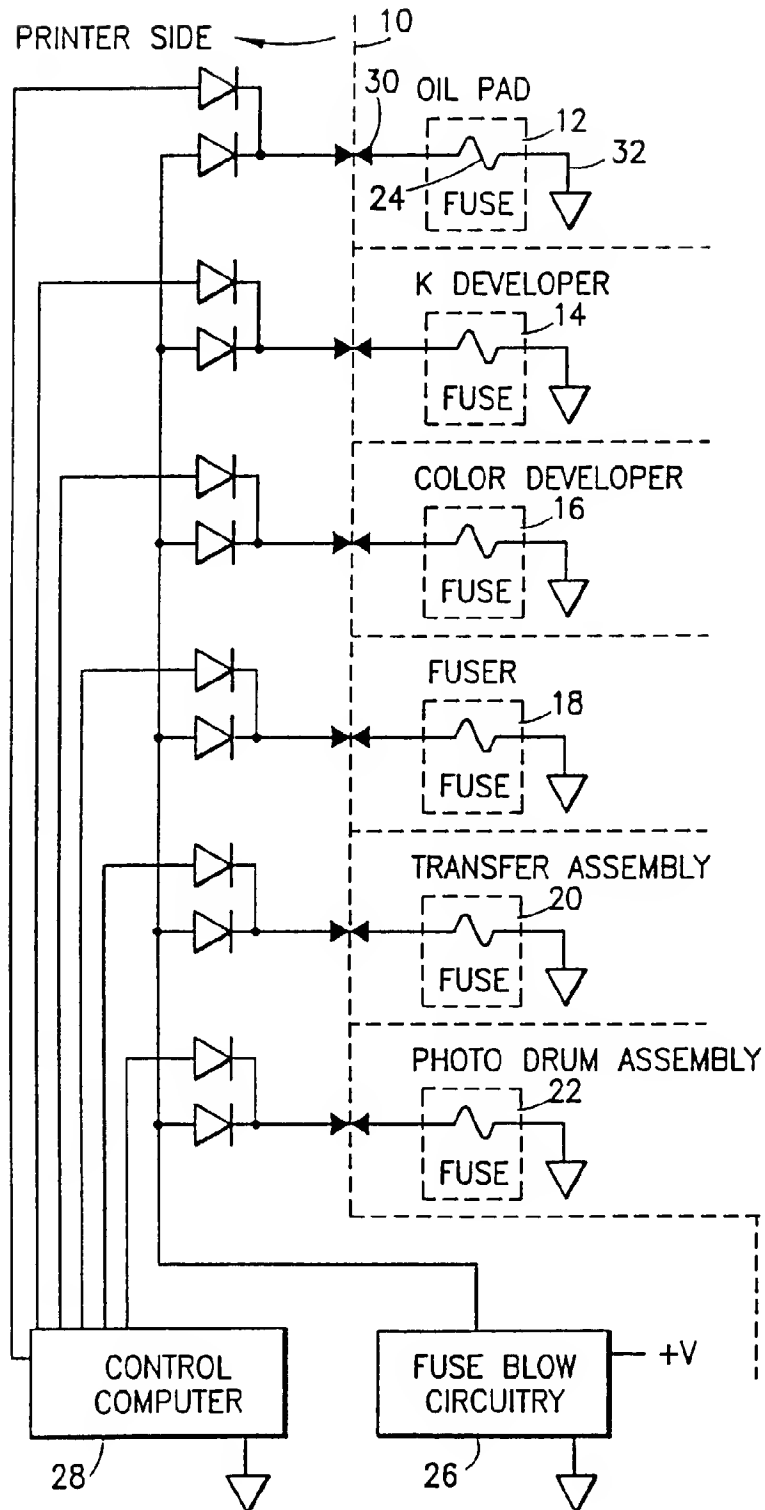 PRINTER SIDE
10
30
OIL PAD
12
32
24
FUSE
K DEVELOPER
14
FUSE
COLOR DEVELOPER
16
FUSE
FUSER
18
FUSE
TRANSFER ASSEMBLY
20
FUSE
PHOTO DRUM ASSEMBLY
22
FUSE
CONTROL
COMPUTER
28
FUSE BLOW
CIRCUITRY
+V
26